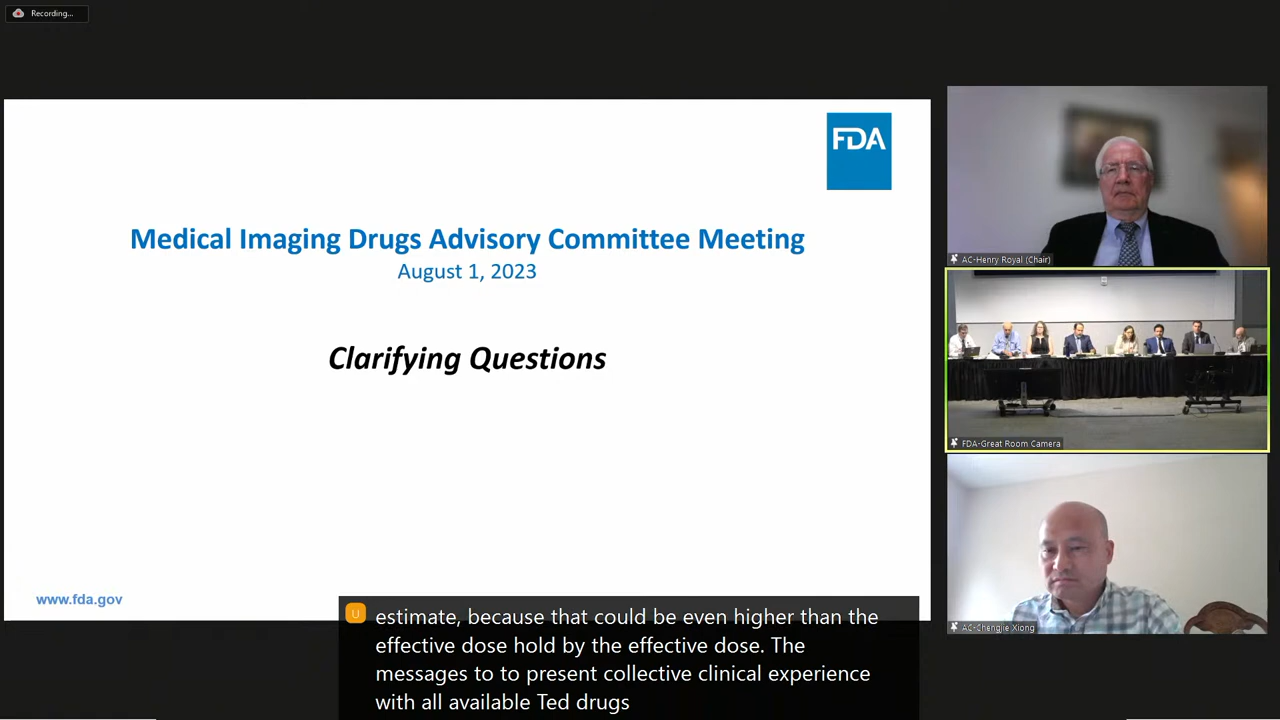 Recording...
FDA
Medical Imaging Drugs Advisory Committee Meeting
August 1, 2023
Clarifying Questions
www.fda.gov
AC-Henry Royal (Chair)
FDA-Great Room Camera
AC-Chengjie Xiong
U
estimate, because that could be even higher than the
effective dose hold by the effective dose. The
messages to to present collective clinical experience
with all available Ted drugs